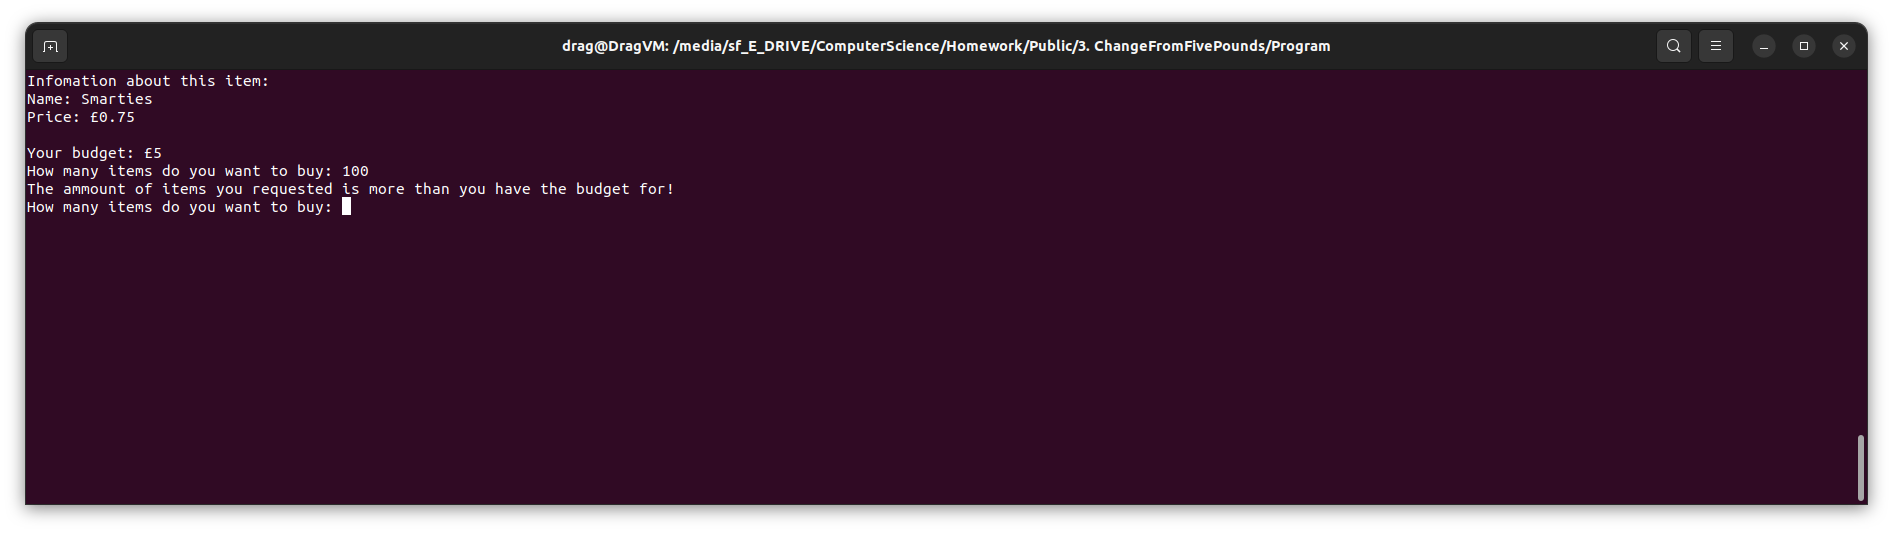 drag@DragVM: /media/sf_E_DRIVE/ComputerScience/Homework/Public/3. ChangeFromFivePounds/Program
Infomation about this item:
Name: Smarties
Price: £0.75
Your budget: £5
How many items do you want to buy: 100
The ammount of items you requested is more than you have the budget for!
How many items do you want to buy: